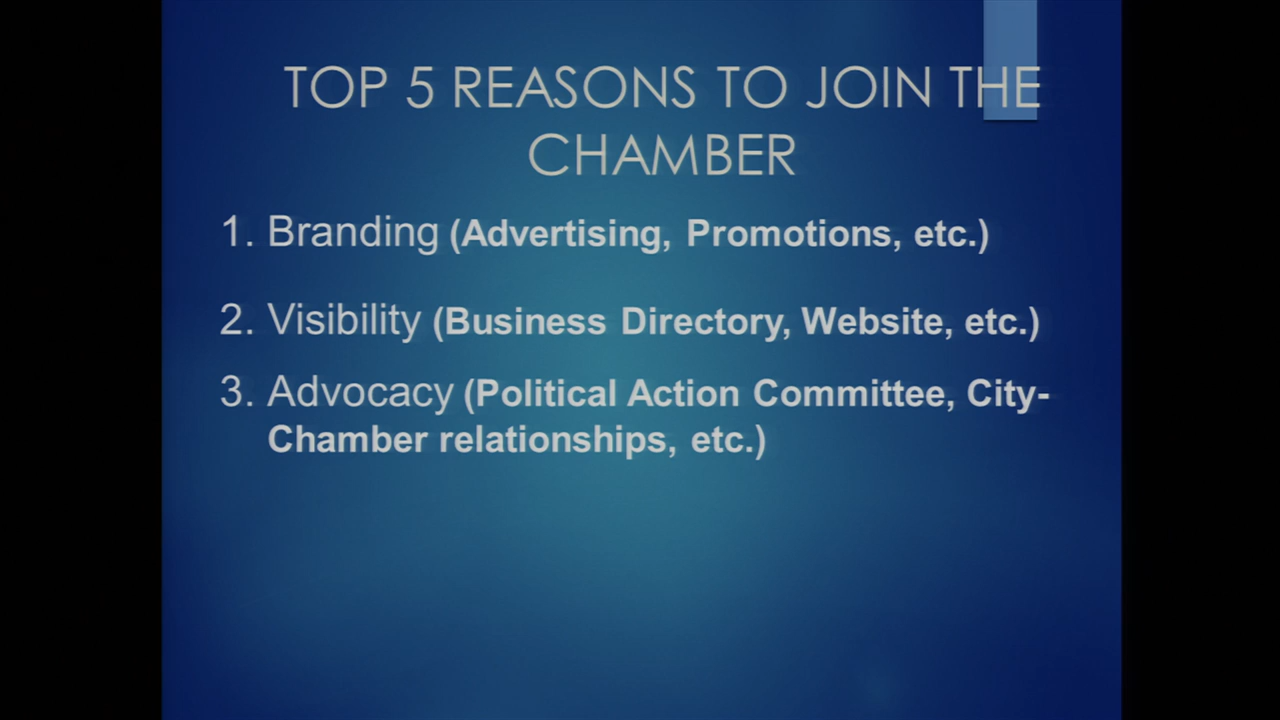 TOP 5 REASONS TO JOIN THE
CHAMBER
1. Branding (Advertising, Promotions, etc.)
2. Visibility (Business Directory, Website, etc.)
3. Advocacy (Political Action Committee, City-
Chamber relationships, etc.)